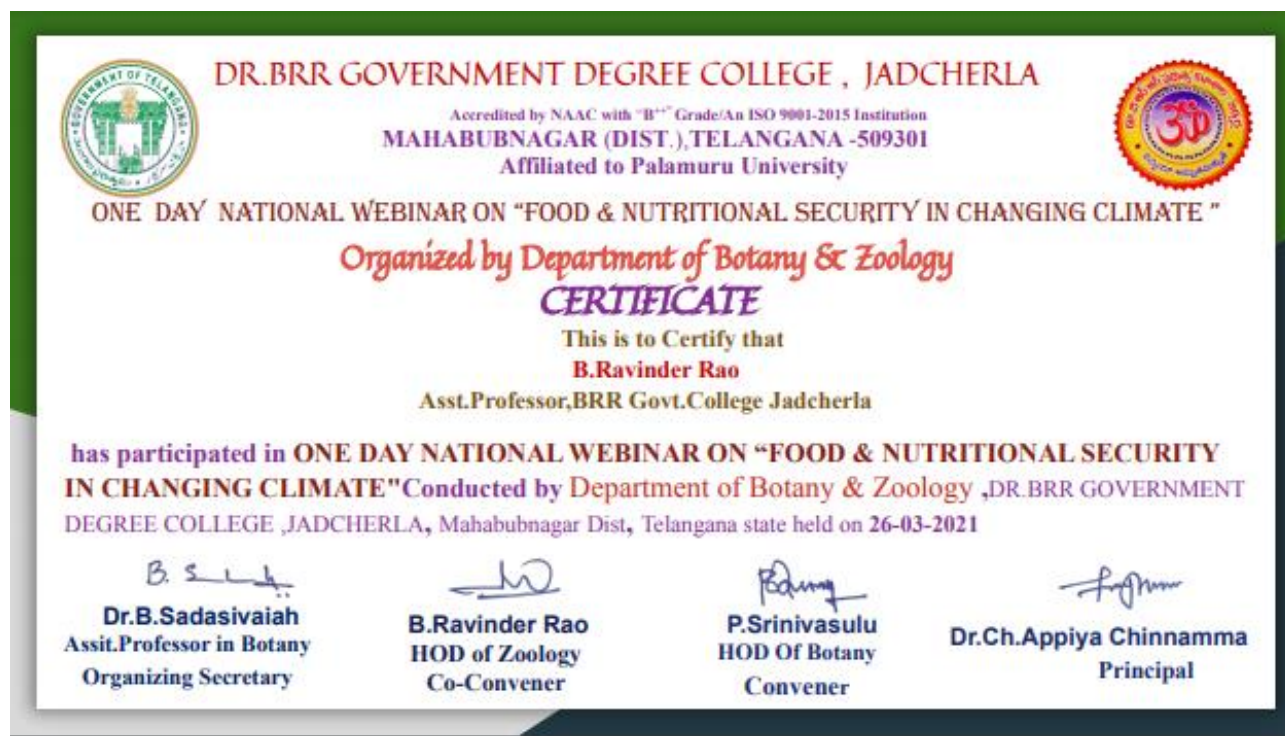 DR.BRR GOVERNMENT DEGREE COLLEGE , JADCHERLA
Accredited by NAAC with "B++" Grade/An ISO 9001-2015 Institution
MAHABUBNAGAR (DIST.),TELANGANA -509301
Affiliated to Palamuru University
ONE DAY NATIONAL WEBINAR ON "FOOD & NUTRITIONAL SECURITY IN CHANGING CLIMATE "
Organized by Department of Botany & Zoology
CERTIFICATE
This is to Certify that
B.Ravinder Rao
Asst.Professor,BRR Govt.College Jadcherla
has participated in ONE DAY NATIONAL WEBINAR ON "FOOD & NUTRITIONAL SECURITY
IN CHANGING CLIMATE"Conducted by Department of Botany & Zoology ,DR.BRR GOVERNMENT
DEGREE COLLEGE ,JADCHERLA, Mahabubnagar Dist, Telangana state held on 26-03-2021
Dr.B.Sadasivaiah
Assit.Professor in Botany
Organizing Secretary
B.Ravinder Rao
HOD of Zoology
Co-Convener
P.Srinivasulu
HOD Of Botany
Convener
Dr.Ch.Appiya Chinnamma
Principal